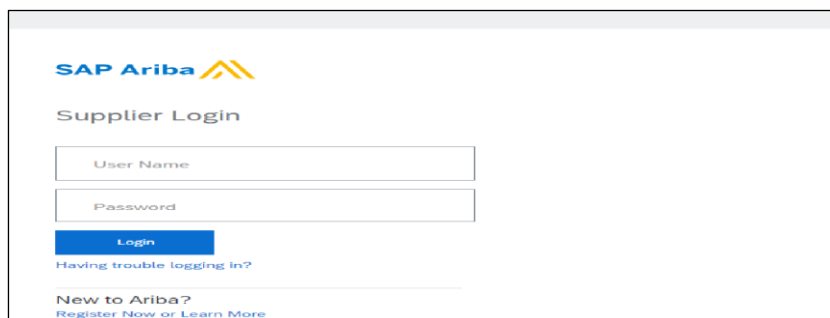 SAP Ariba
Supplier Login
User Name
Password
Login
Having trouble logging in?
New to Ariba?
Register Now or Learn More